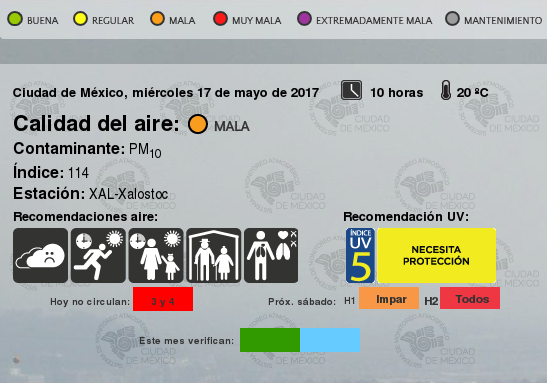 BUENA REGULAR MALA MUY MALA EXTREMADAMENTE MALA MANTENIMIENTO
Ciudad de México, miércoles 17 de mayo de 2017 10 horas 20 ºC
Calidad del aire: MALA
Contaminante: PM10
Índice: 114
Estación: XAL-Xalostoc
Recomendaciones aire: Recomendación UV:
ÍNDICE
UV
5
NECESITA
PROTECCIÓN
Hoy no circulan: 3 y 4 Próx. sábado: H1 Impar H2 Todos
Este mes verifican:
CIUDAD
DE MÉXICO